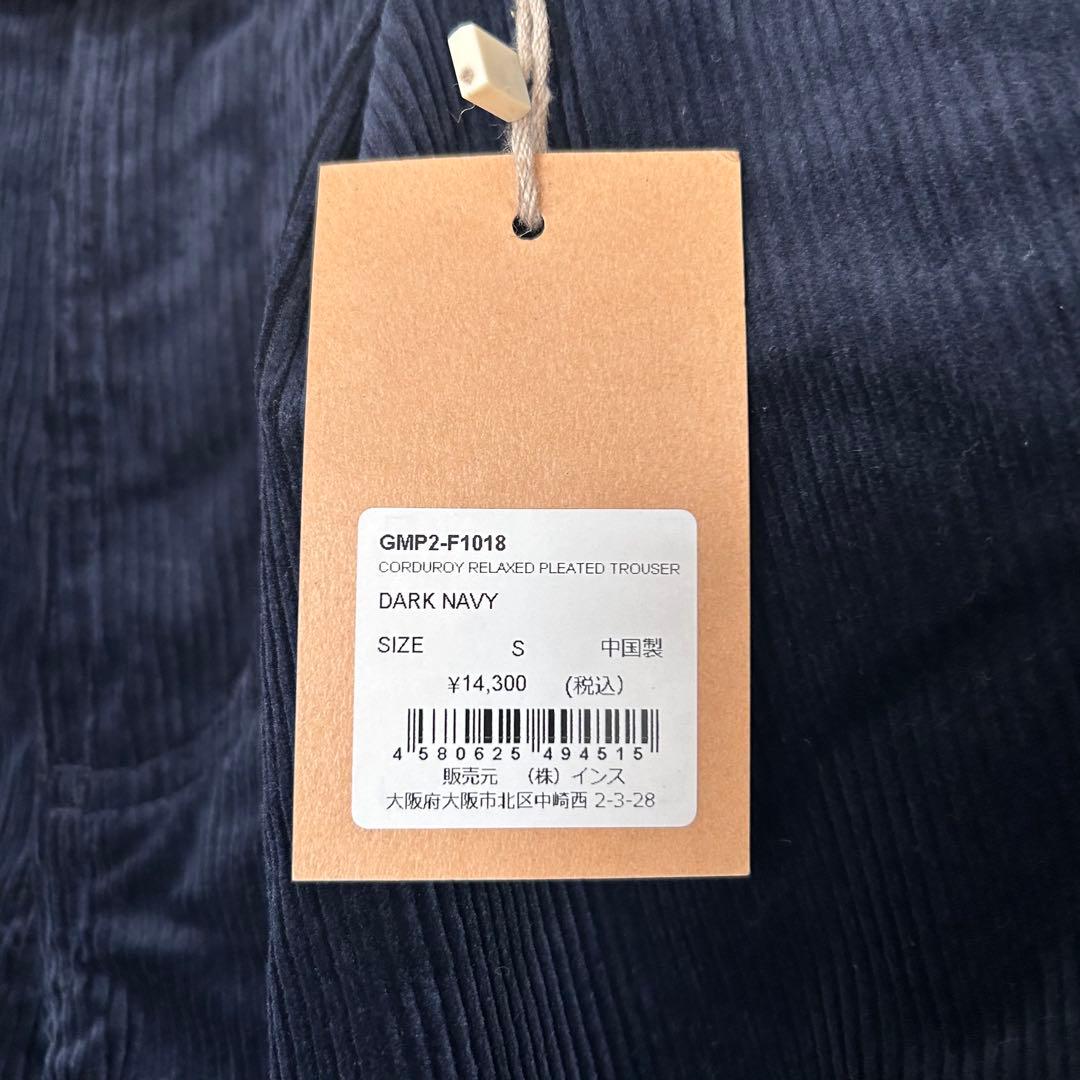 GMP2-F1018
CORDUROY RELAXED PLEATED TROUSER
DARK NAVY
SIZE S 中国製
¥14,300 (税込)
4 580625 494515
販売元 (株)インス
大阪府大阪市北区中崎西 2-3-28